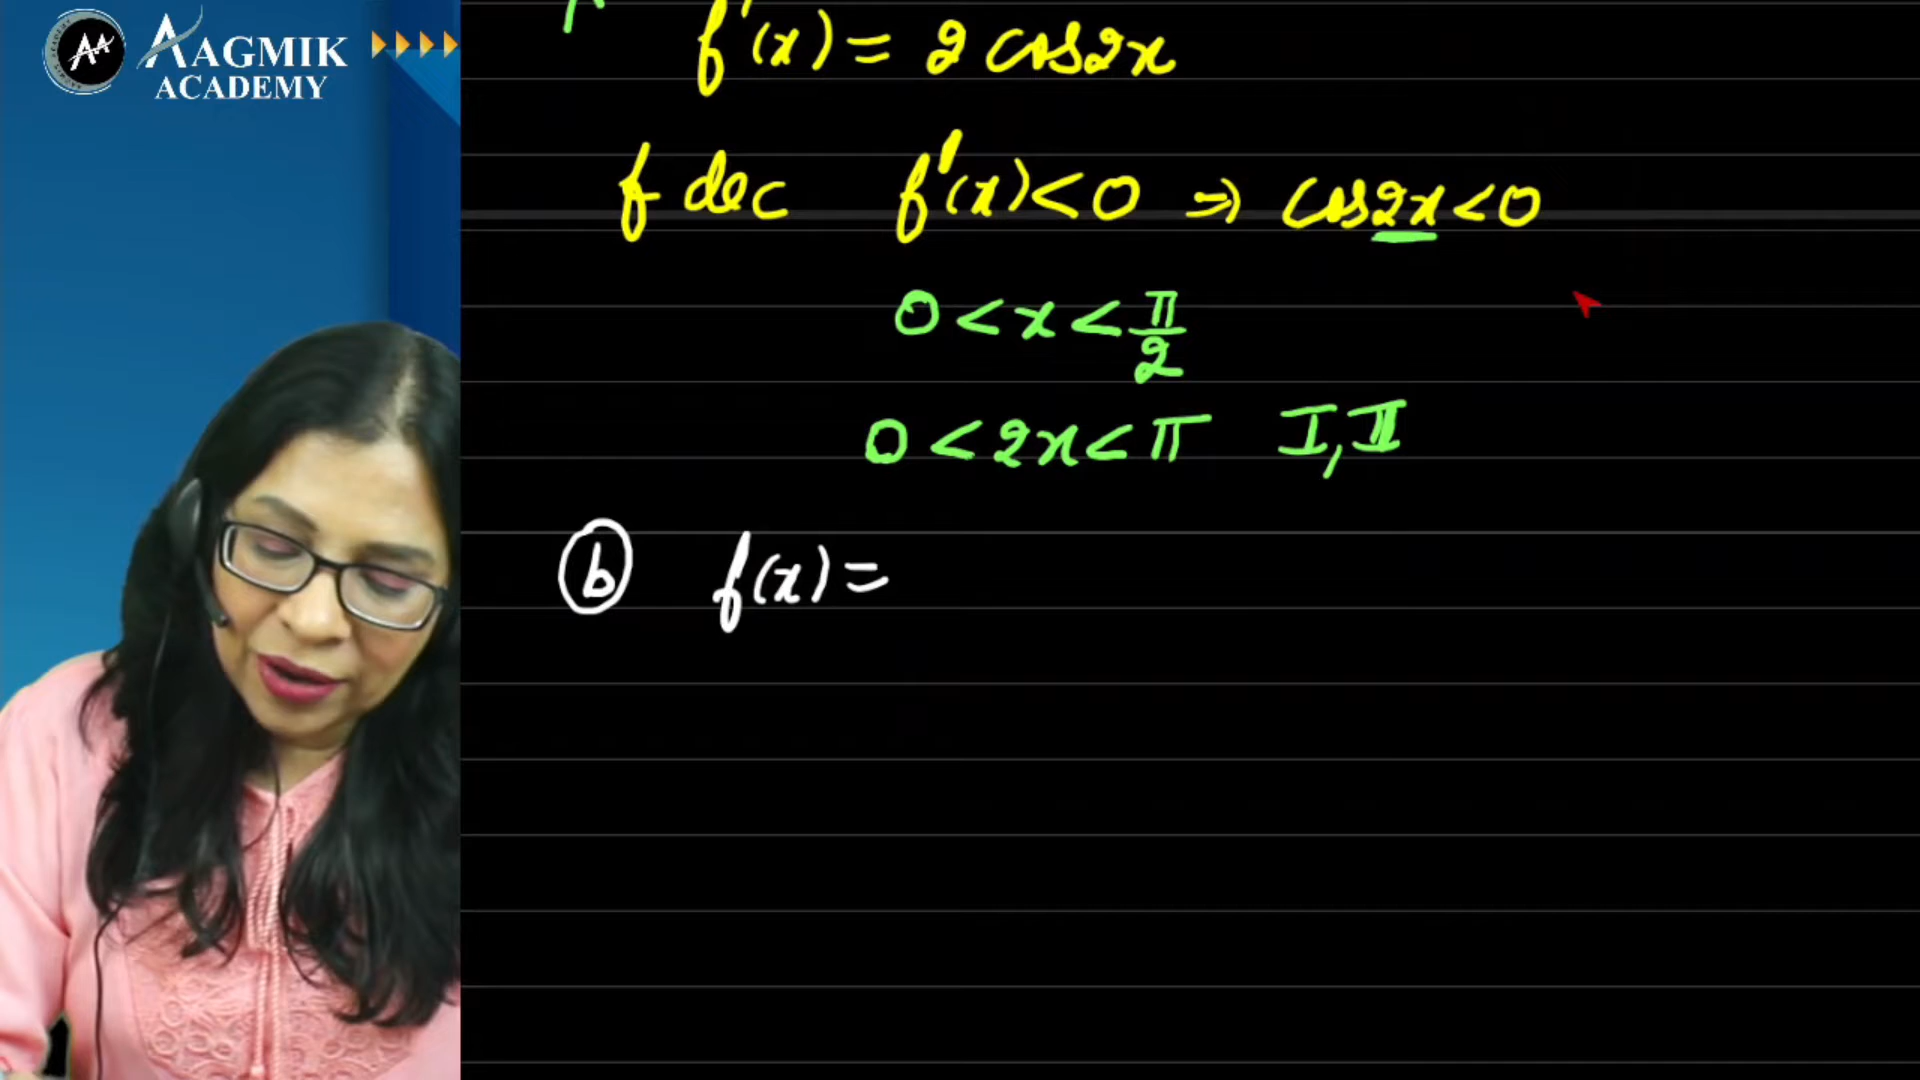 AAGMIK
ACADEMY
f'(x) = 2 cos2x
f dec f'(x) < 0 ⇒ cos2x < 0
0 < x < π/2
0 < 2x < π I, II
ⓑ f(x) =